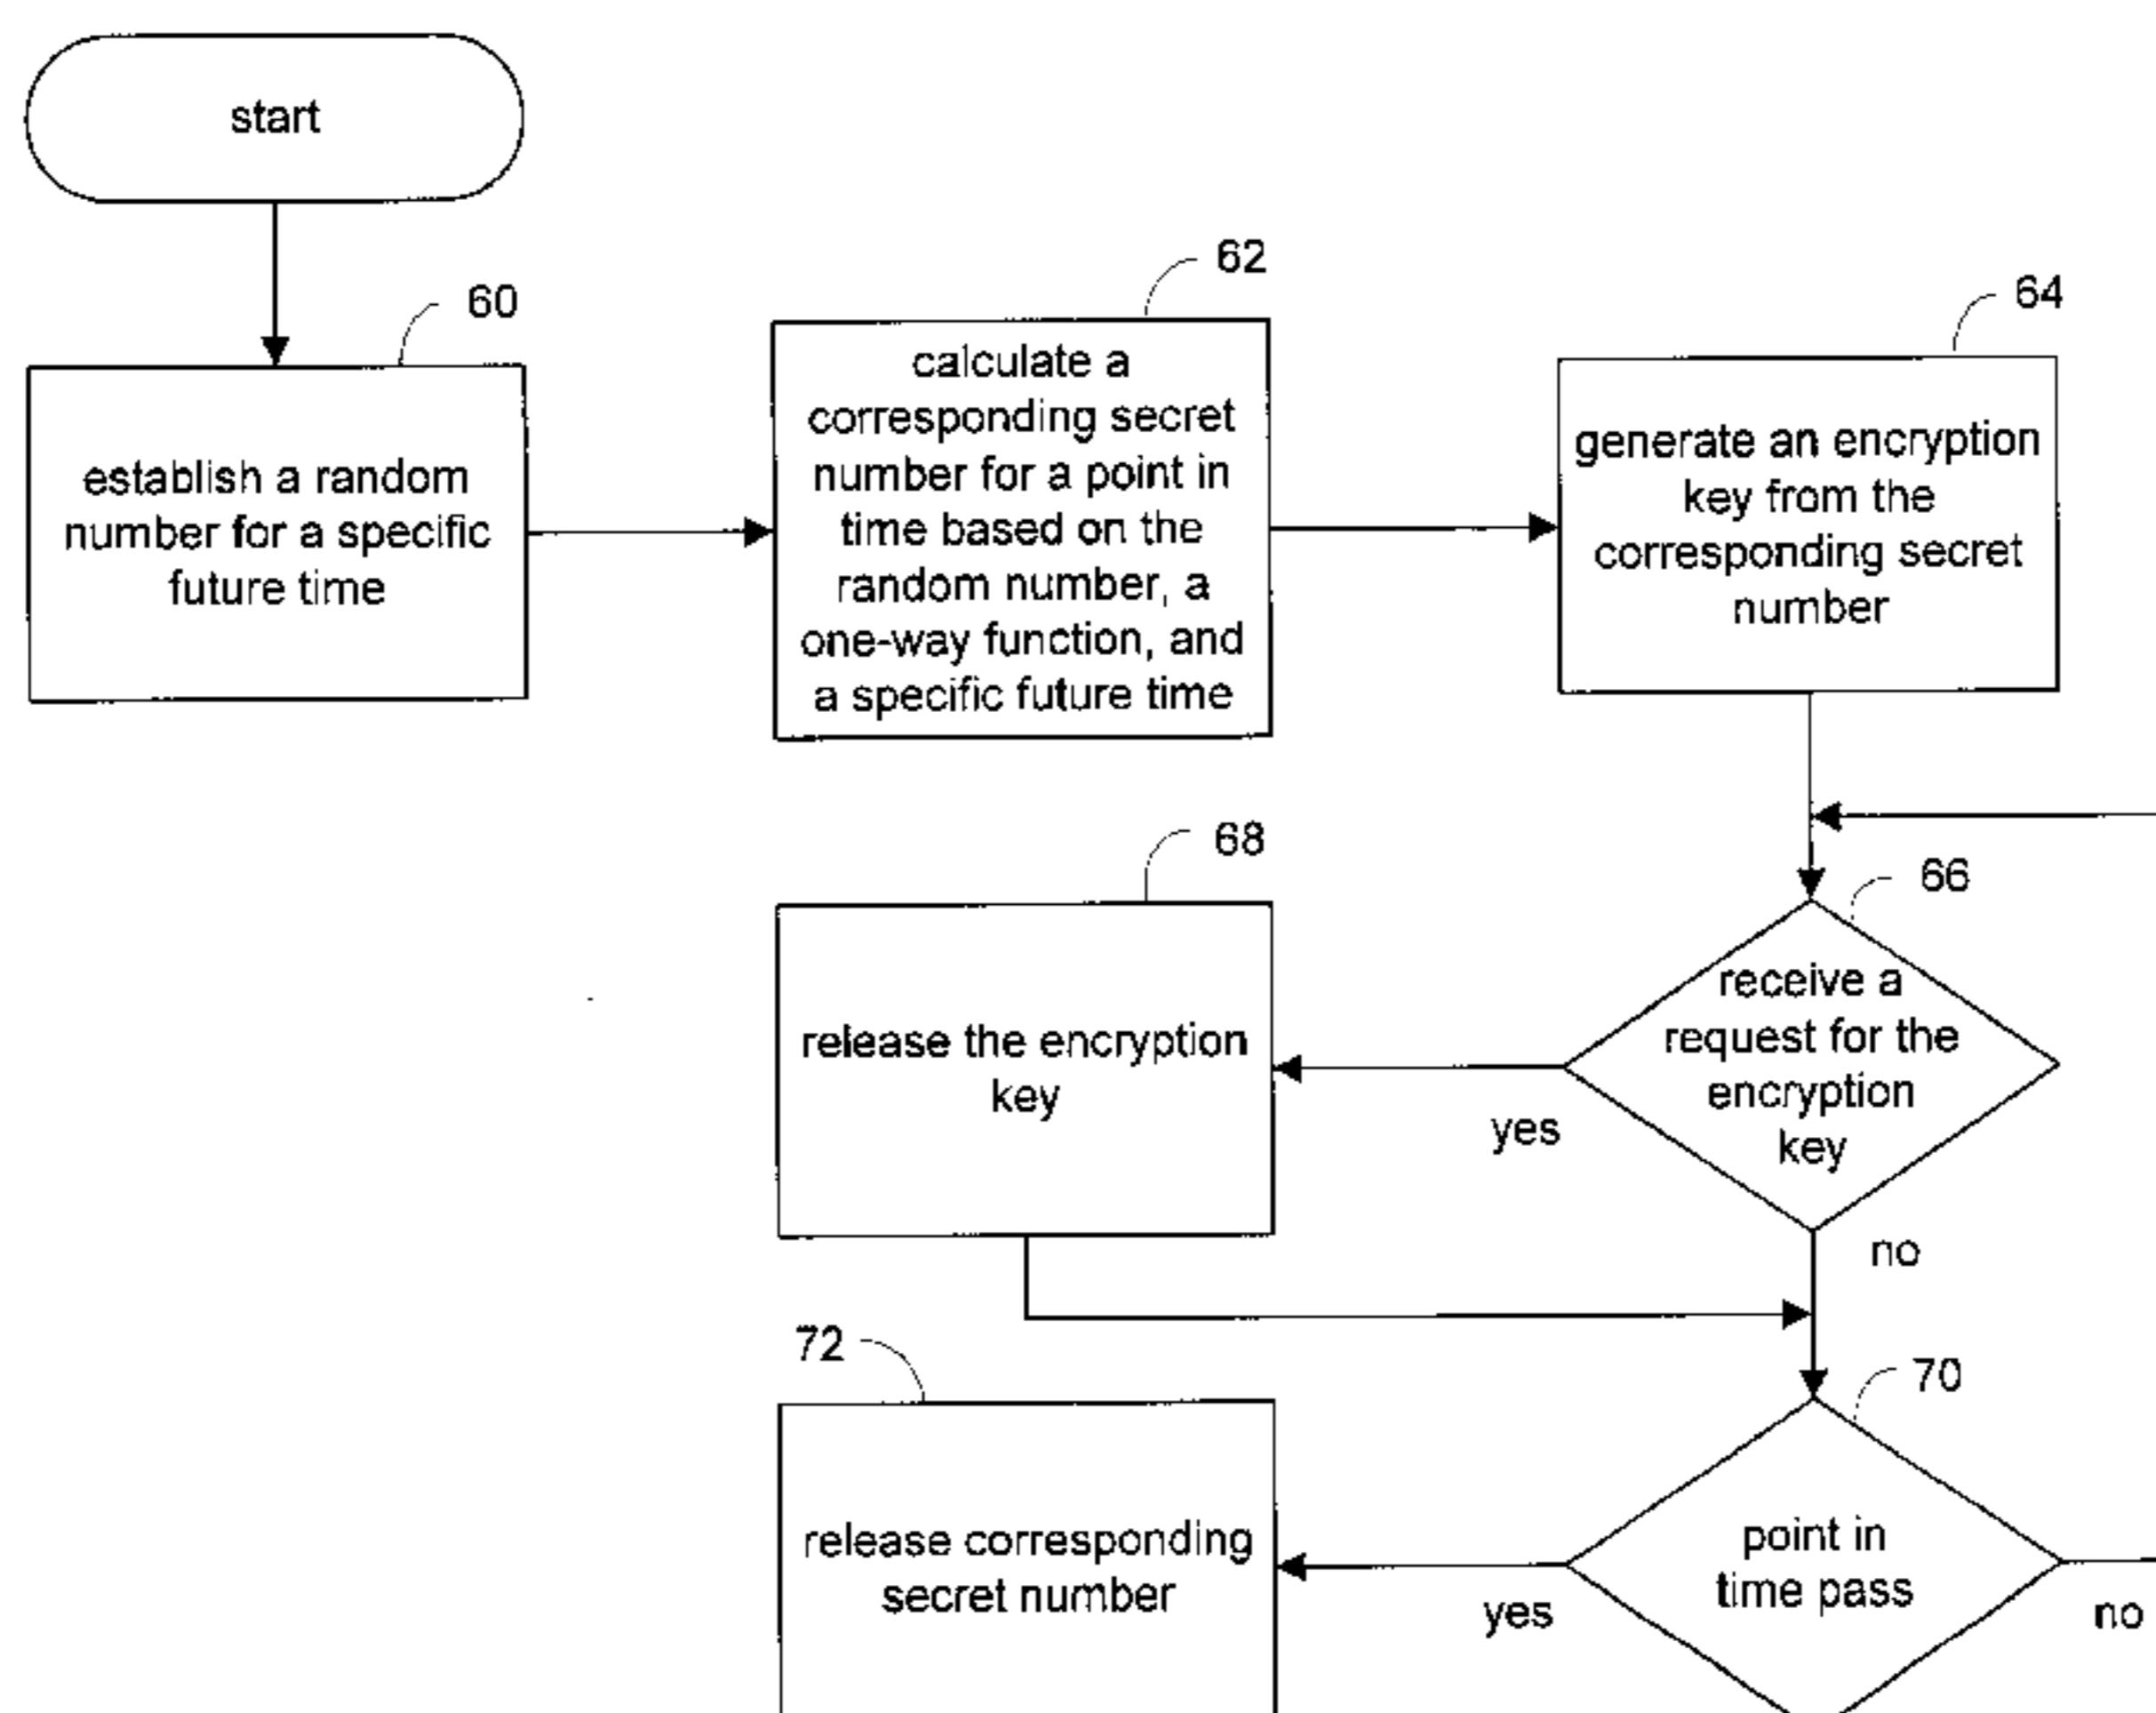 start
60
establish a random
number for a specific
future time
62
calculate a
corresponding secret
number for a point in
time based on the
random number, a
one-way function, and
a specific future time
64
generate an encryption
key from the
corresponding secret
number
66
receive a
request for the
encryption
key
yes
no
68
release the encryption
key
70
point in
time pass
yes
no
72
release corresponding
secret number